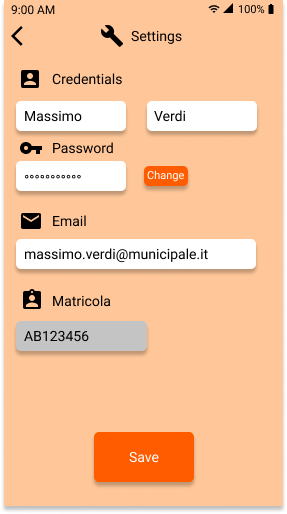 9:00 AM 100%
Settings
Credentials
Massimo Verdi
Password
°°°°°°°°°°° Change
Email
massimo.verdi@municipale.it
Matricola
AB123456
Save